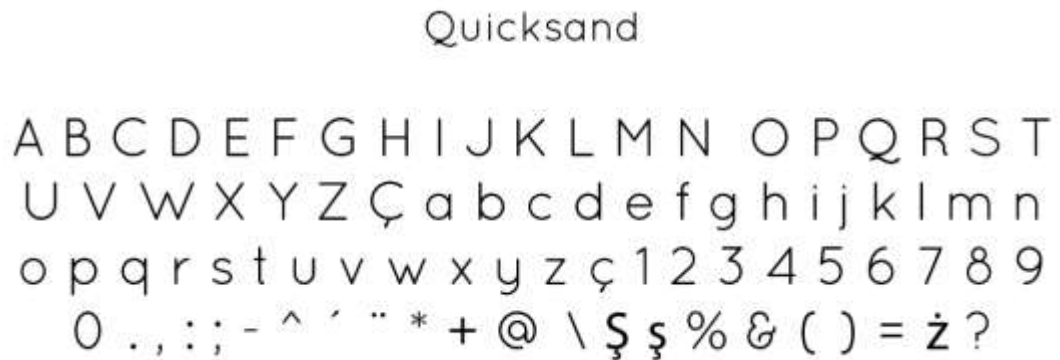 Quicksand
A B C D E F G H I J K L M N O P Q R S T
U V W X Y Z Ç a b c d e f g h i j k l m n
o p q r s t u v w x y z ç 1 2 3 4 5 6 7 8 9
0 . , : ; - ^ ´ ¨ * + @ \ Ş ş % & ( ) = ż ?